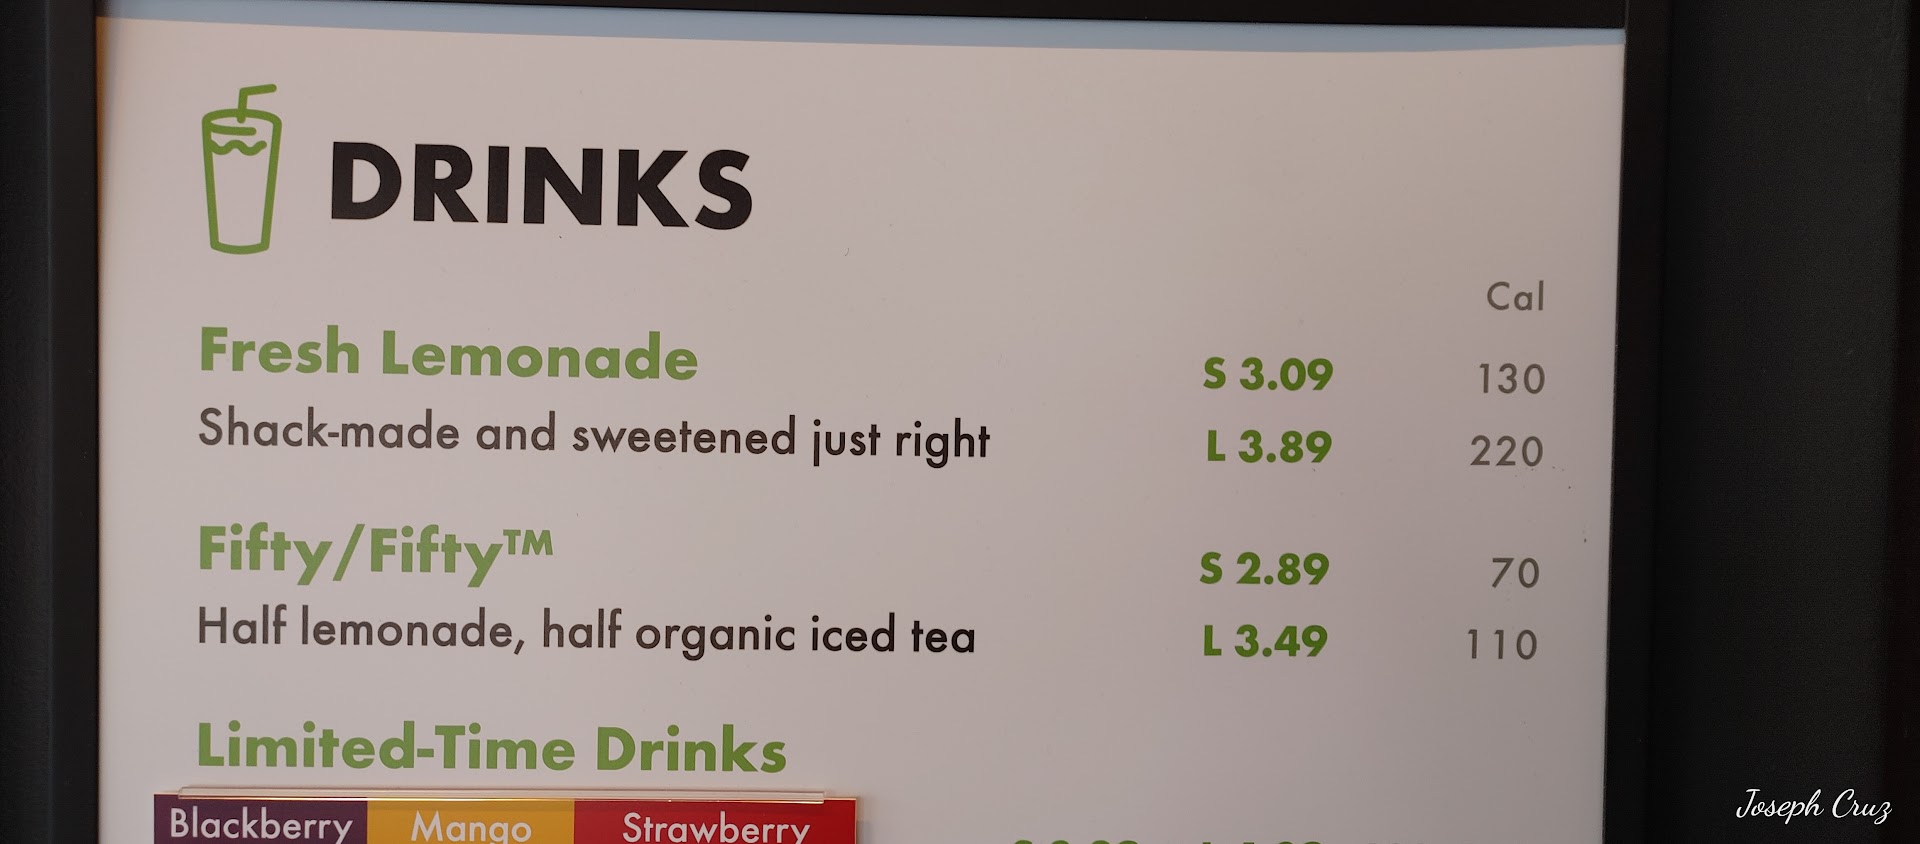 DRINKS
Cal
Fresh Lemonade S 3.09 130
Shack-made and sweetened just right L 3.89 220
Fifty/Fifty™ S 2.89 70
Half lemonade, half organic iced tea L 3.49 110
Limited-Time Drinks
Blackberry Mango Strawberry
Joseph Cruz